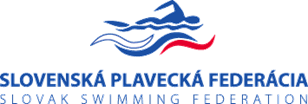 SLOVENSKÁ PLAVECKÁ FEDERÁCIA
SLOVAK SWIMMING FEDERATION